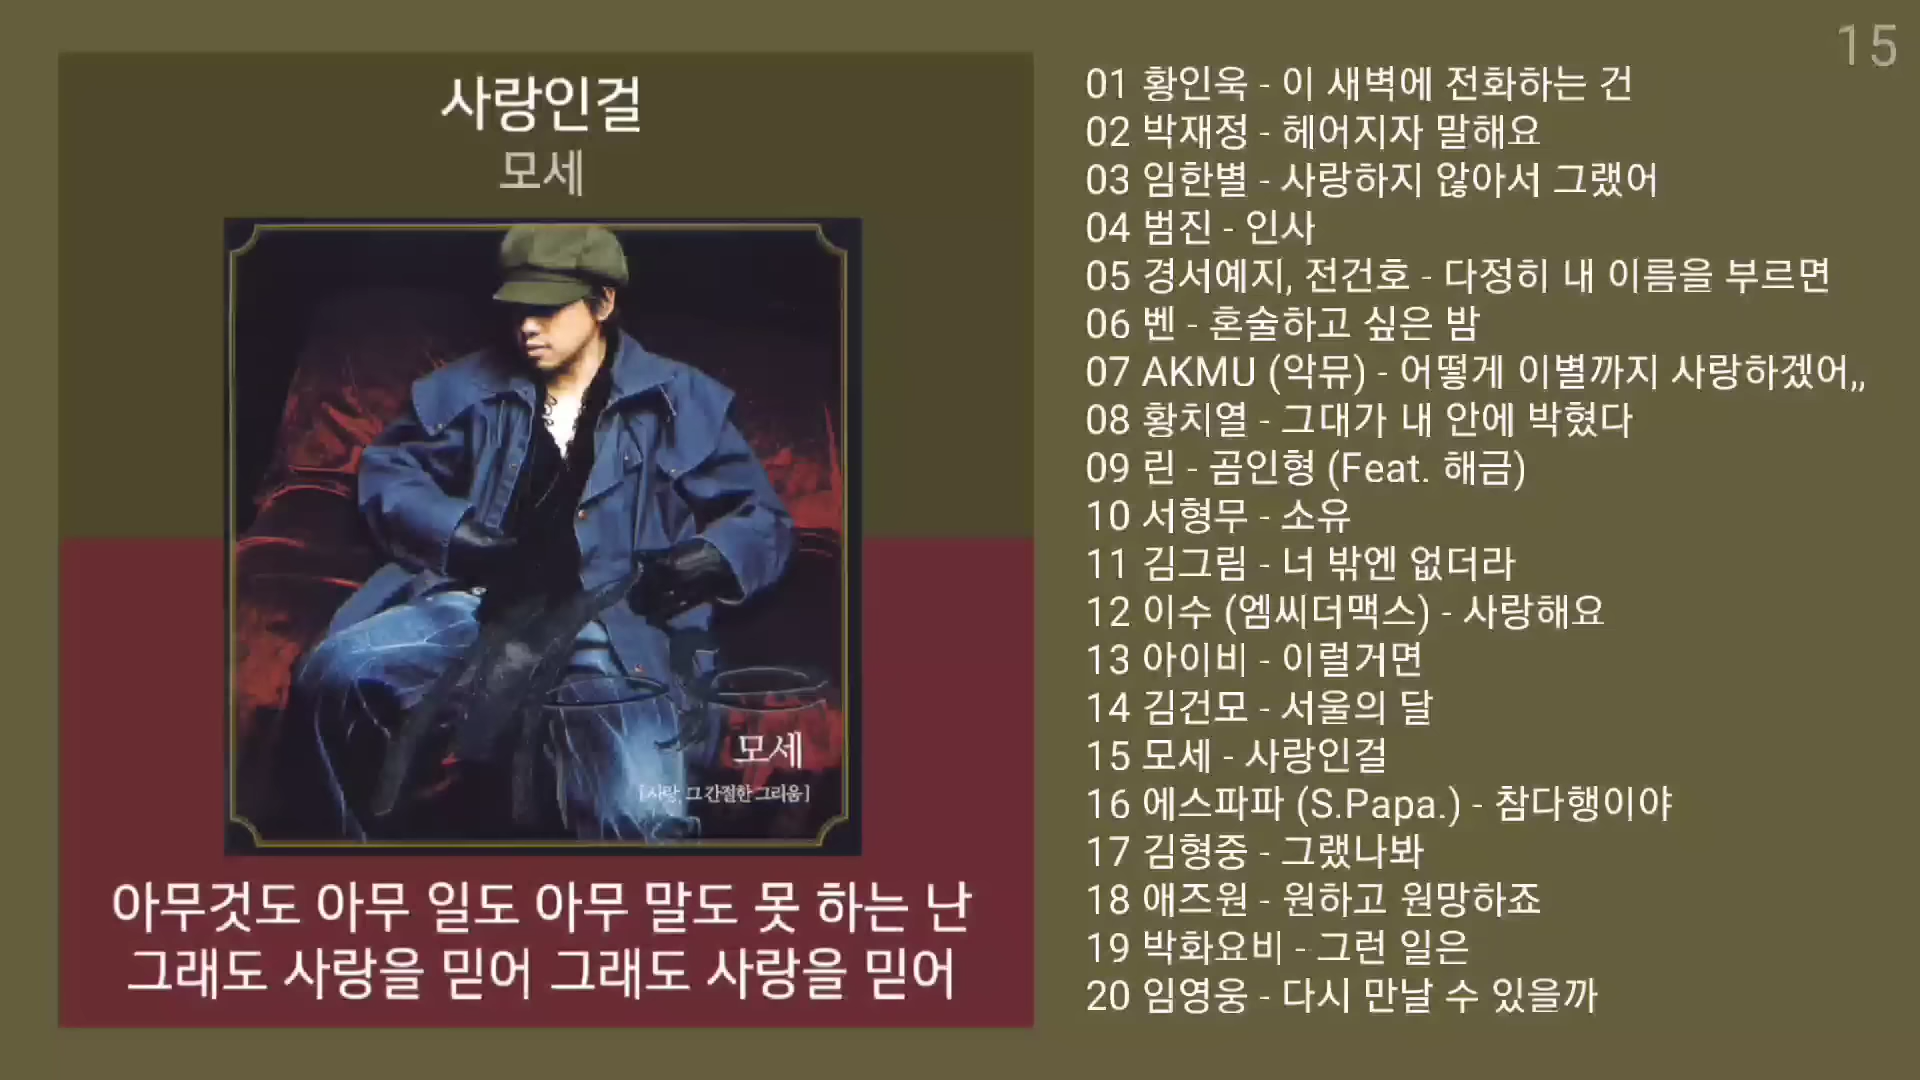 사랑인걸
모세
모세
[사랑, 그 간절한 그리움]
아무것도 아무 일도 아무 말도 못 하는 난
그래도 사랑을 믿어 그래도 사랑을 믿어
15
01 황인욱 - 이 새벽에 전화하는 건
02 박재정 - 헤어지자 말해요
03 임한별 - 사랑하지 않아서 그랬어
04 범진 - 인사
05 경서예지, 전건호 - 다정히 내 이름을 부르면
06 벤 - 혼술하고 싶은 밤
07 AKMU (악뮤) - 어떻게 이별까지 사랑하겠어,,
08 황치열 - 그대가 내 안에 박혔다
09 린 - 곰인형 (Feat. 해금)
10 서형무 - 소유
11 김그림 - 너 밖엔 없더라
12 이수 (엠씨더맥스) - 사랑해요
13 아이비 - 이럴거면
14 김건모 - 서울의 달
15 모세 - 사랑인걸
16 에스파파 (S.Papa.) - 참다행이야
17 김형중 - 그랬나봐
18 애즈원 - 원하고 원망하죠
19 박화요비 - 그런 일은
20 임영웅 - 다시 만날 수 있을까